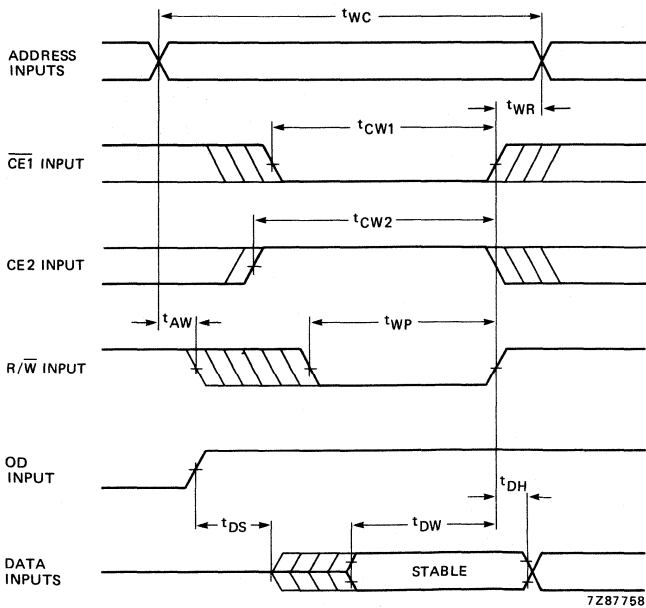 tWC
ADDRESS
INPUTS
tWR
tCW1
CE1 INPUT
tCW2
CE2 INPUT
tAW
tWP
R/W INPUT
OD
INPUT
tDH
tDS
tDW
DATA
INPUTS
STABLE
7Z87758